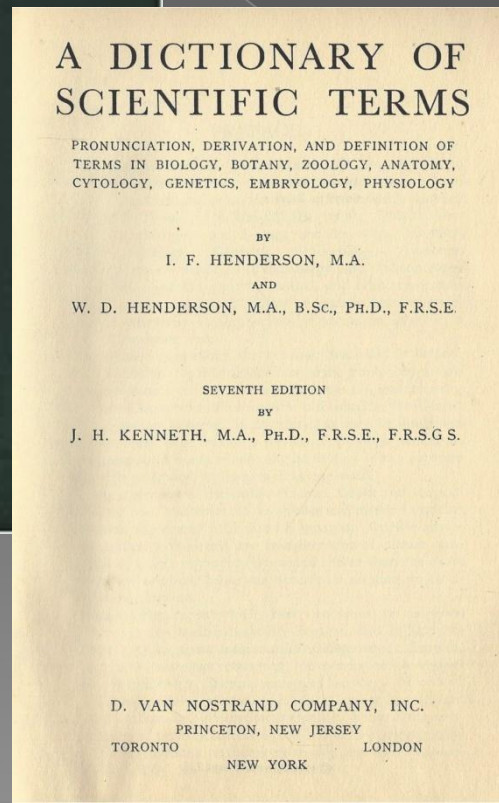 A DICTIONARY OF
SCIENTIFIC TERMS
PRONUNCIATION, DERIVATION, AND DEFINITION OF
TERMS IN BIOLOGY, BOTANY, ZOOLOGY, ANATOMY,
CYTOLOGY, GENETICS, EMBRYOLOGY, PHYSIOLOGY
BY
I. F. HENDERSON, M.A.
AND
W. D. HENDERSON, M.A., B.Sc., Ph.D., F.R.S.E.
SEVENTH EDITION
BY
J. H. KENNETH, M.A., Ph.D., F.R.S.E., F.R.S.G S.
D. VAN NOSTRAND COMPANY, INC.
PRINCETON, NEW JERSEY
TORONTO LONDON
NEW YORK